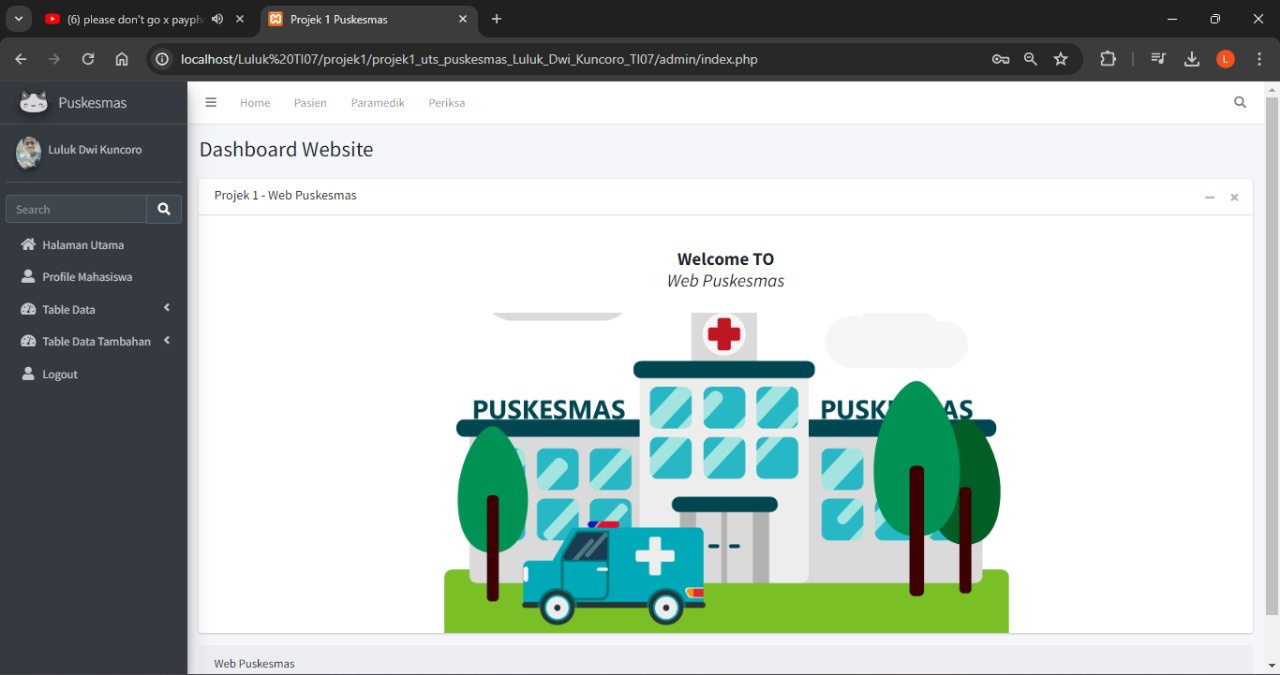 (6) please don't go x payph
Projek 1 Puskesmas
localhost/Luluk%20TI07/projek1/projek1_uts_puskesmas_Luluk_Dwi_Kuncoro_TI07/admin/index.php
L
Puskesmas
Home Pasien Paramedik Periksa
Luluk Dwi Kuncoro
Search
Halaman Utama
Profile Mahasiswa
Table Data
Table Data Tambahan
Logout
Dashboard Website
Projek 1 - Web Puskesmas
Welcome TO
Web Puskesmas
PUSKESMAS
PUSK AS
Web Puskesmas